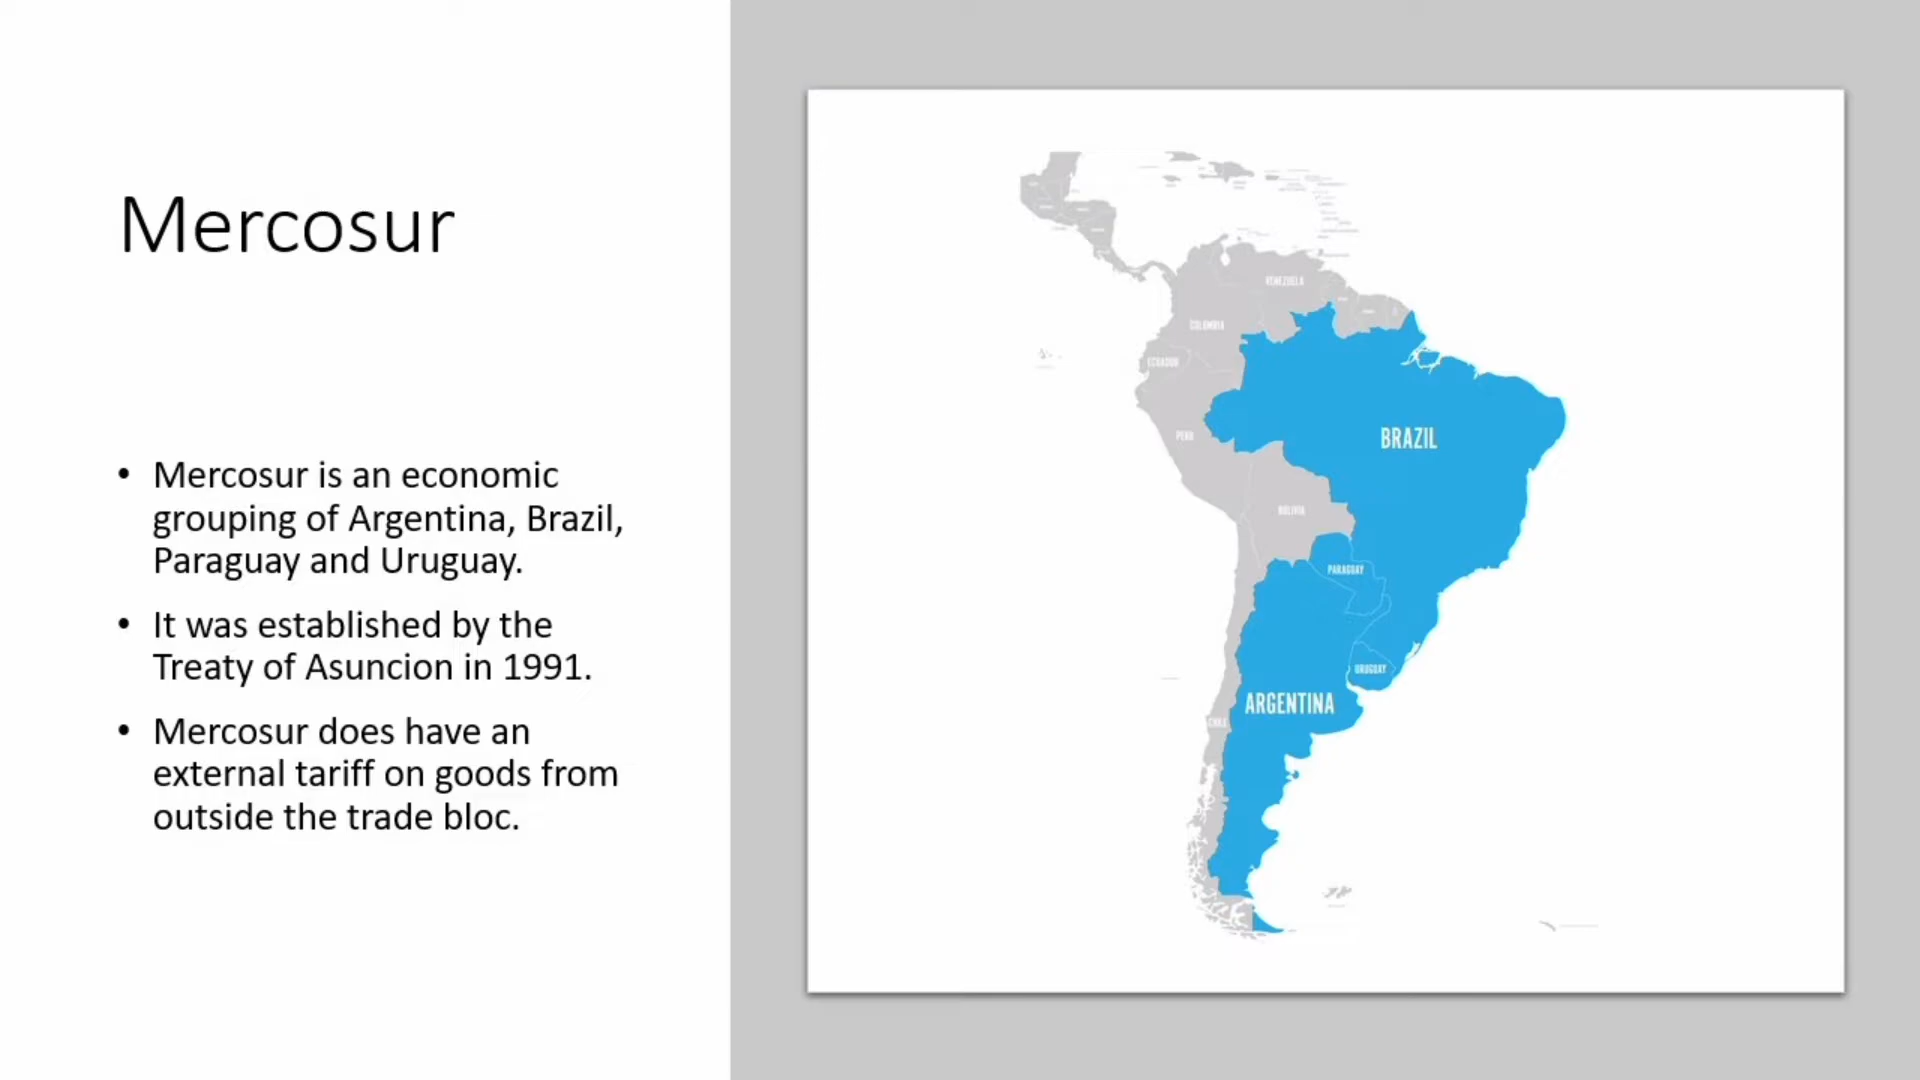 Mercosur
• Mercosur is an economic
grouping of Argentina, Brazil,
Paraguay and Uruguay.
• It was established by the
Treaty of Asuncion in 1991.
• Mercosur does have an
external tariff on goods from
outside the trade bloc.
VENEZUELA
COLOMBIA
ECUADOR
PERU
BRAZIL
BOLIVIA
PARAGUAY
URUGUAY
ARGENTINA
CHILE